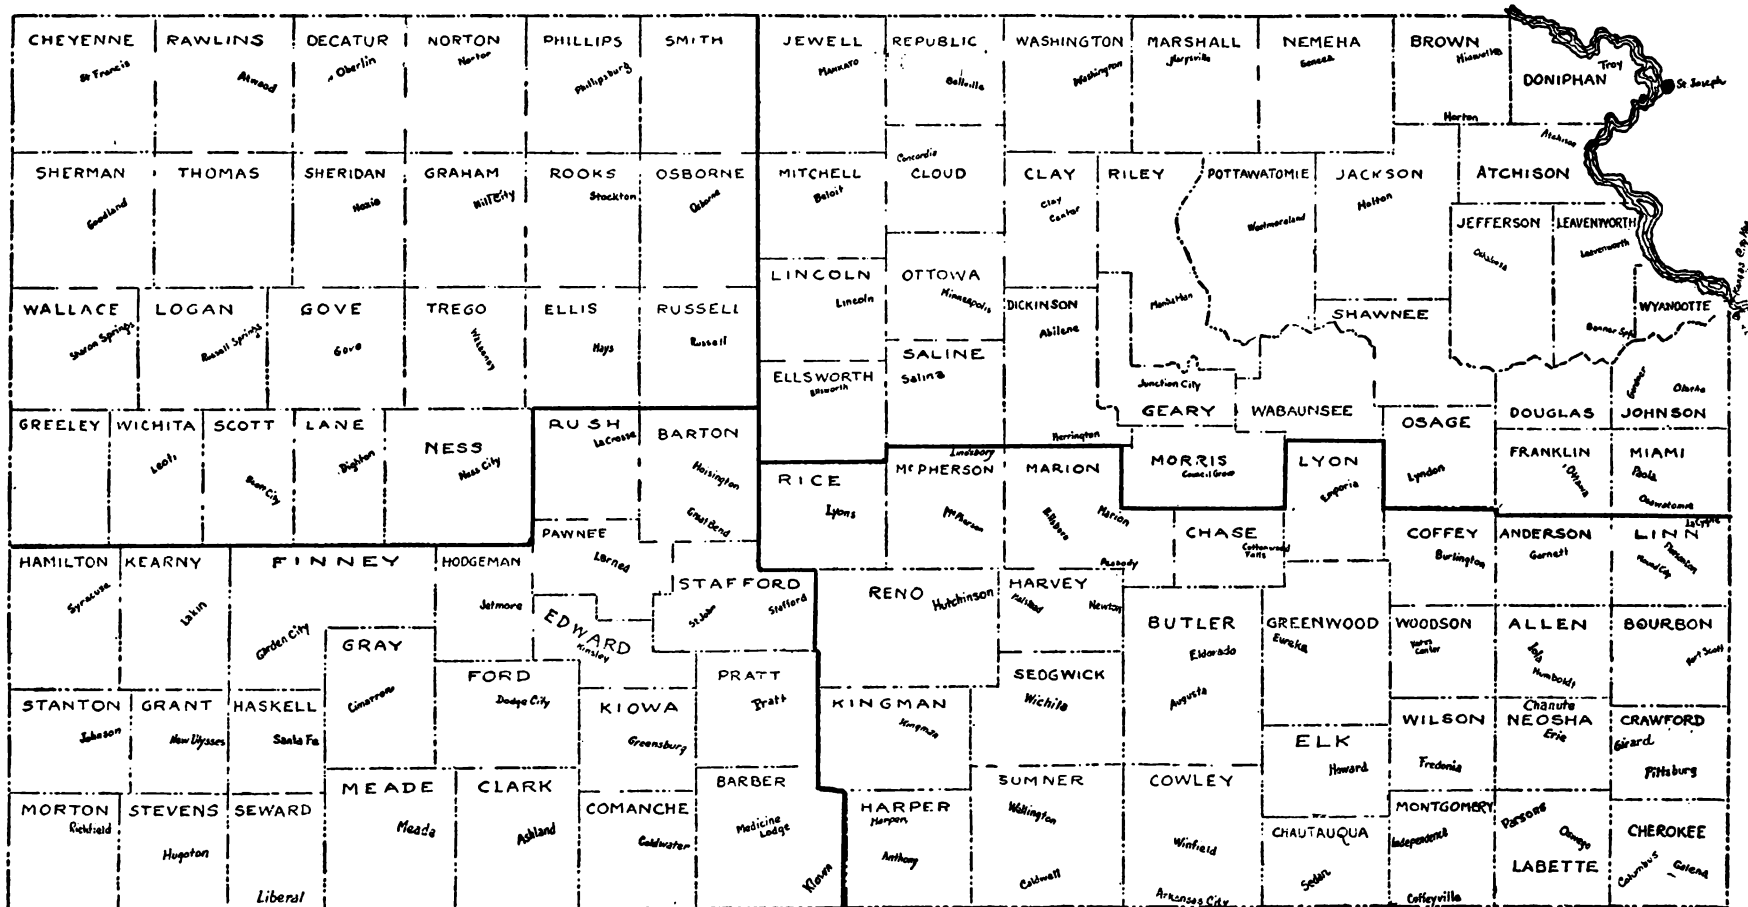 CHEYENNE
St Francis
RAWLINS
Atwood
DECATUR
Oberlin
NORTON
Norton
PHILLIPS
Phillipsburg
SMITH
JEWELL
MANKATO
REPUBLIC
Belleville
WASHINGTON
Washington
MARSHALL
Marysville
NEMEHA
Seneca
BROWN
Hiawatha
Horton
DONIPHAN
Troy
St Joseph
SHERMAN
Goodland
THOMAS
SHERIDAN
Hoxie
GRAHAM
Hill City
ROOKS
Stockton
OSBORNE
Osborne
MITCHELL
Beloit
Concordia
CLOUD
CLAY
Clay
Center
RILEY
Manhattan
POTTAWATOMIE
Westmoreland
JACKSON
Holton
Atchison
ATCHISON
JEFFERSON
Oskaloosa
LEAVENWORTH
Leavenworth
WALLACE
Sharon Springs
LOGAN
Russell Springs
GOVE
Gove
TREGO
Wakeeney
ELLIS
Hays
RUSSELL
Russell
LINCOLN
Lincoln
OTTOWA
Minneapolis
DICKINSON
Abilene
Herrington
SHAWNEE
WYANDOTTE
Bonner Spgs
ELLSWORTH
Ellsworth
SALINE
Salina
Junction City
GEARY
WABAUNSEE
Gardner
Olathe
DOUGLAS
JOHNSON
GREELEY
WICHITA
Leoti
SCOTT
Scott City
LANE
Dighton
NESS
Ness City
RUSH
LaCrosse
BARTON
Hoisington
Great Bend
RICE
Lyons
Lindsborg
McPHERSON
McPherson
MARION
Hillsboro
Marion
Peabody
MORRIS
Council Grove
LYON
Emporia
OSAGE
Lyndon
FRANKLIN
Ottawa
MIAMI
Paola
Osawatomie
HAMILTON
Syracuse
KEARNY
Lakin
FINNEY
Garden City
HODGEMAN
Jetmore
PAWNEE
Larned
EDWARD
Kinsley
STAFFORD
St John
Stafford
RENO
Hutchinson
HARVEY
Halstead
Newton
CHASE
Cottonwood
Falls
COFFEY
Burlington
ANDERSON
Garnett
LaCygne
LINN
Pleasanton
Mound City
GRAY
Cimarron
FORD
Dodge City
KIOWA
Greensburg
PRATT
Pratt
KINGMAN
Kingman
SEDGWICK
Wichita
BUTLER
Eldorado
Augusta
GREENWOOD
Eureka
WOODSON
Yates
Center
ALLEN
Iola
Humboldt
BOURBON
Fort Scott
STANTON
Johnson
GRANT
New Ulysses
HASKELL
Santa Fe
ELK
Howard
WILSON
Fredonia
Chanute
NEOSHA
Erie
CRAWFORD
Girard
Pittsburg
MORTON
Richfield
STEVENS
Hugoton
SEWARD
Liberal
MEADE
Meade
CLARK
Ashland
COMANCHE
Coldwater
BARBER
Medicine
Lodge
Kiowa
HARPER
Harper
Anthony
SUMNER
Wellington
Caldwell
COWLEY
Winfield
Arkansas City
CHAUTAUQUA
Sedan
MONTGOMERY
Independence
Coffeyville
Parsons
Oswego
LABETTE
CHEROKEE
Columbus
Galena